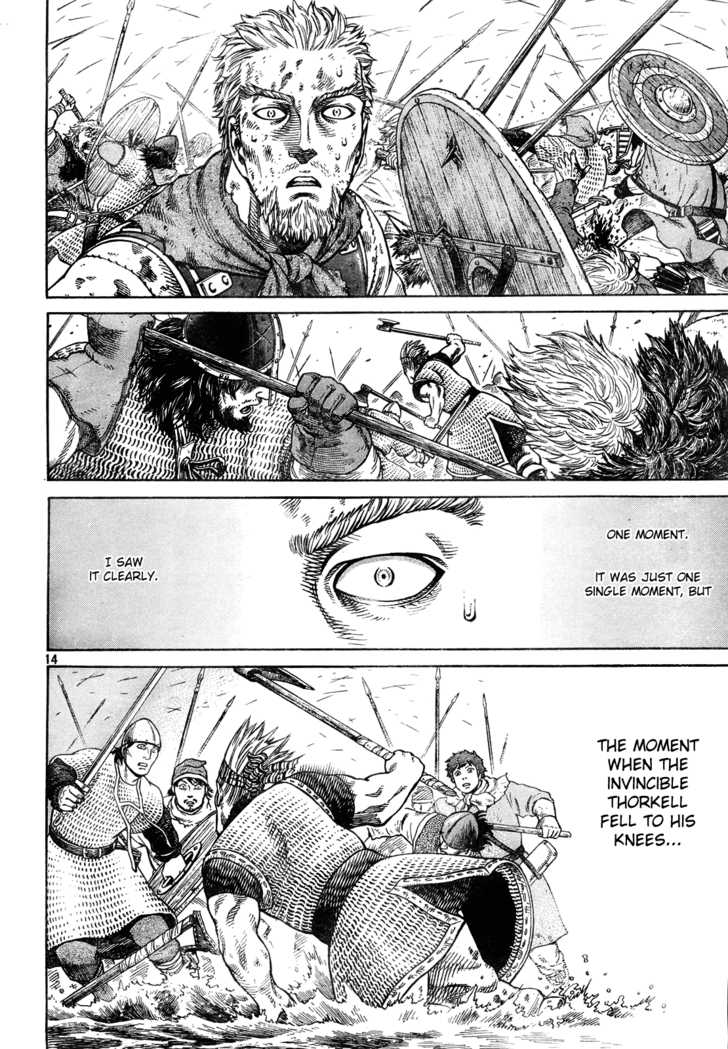 ONE MOMENT.
IT WAS JUST ONE
SINGLE MOMENT, BUT
I SAW
IT CLEARLY.
14
THE MOMENT
WHEN THE
INVINCIBLE
THORKELL
FELL TO HIS
KNEES...